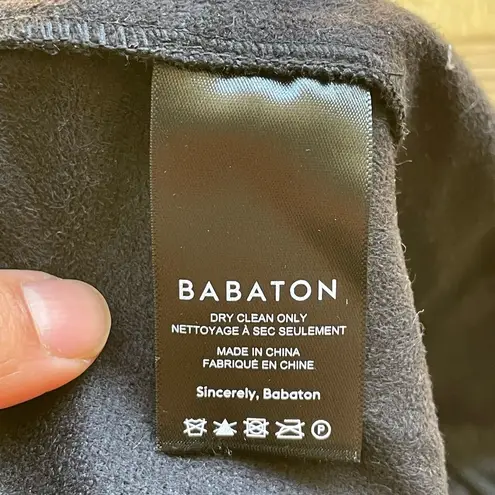 BABATON
DRY CLEAN ONLY
NETTOYAGE À SEC SEULEMENT
MADE IN CHINA
FABRIQUÉ EN CHINE
Sincerely, Babaton
P